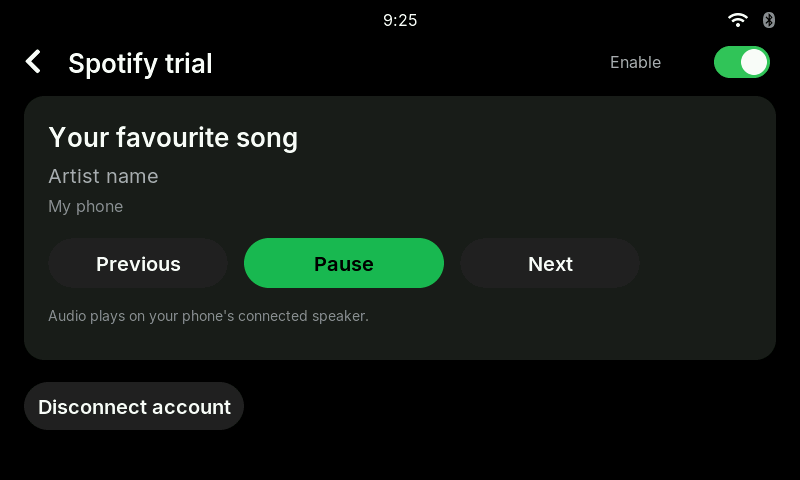 9:25
Spotify trial
Enable
Your favourite song
Artist name
My phone
Previous
Pause
Next
Audio plays on your phone's connected speaker.
Disconnect account